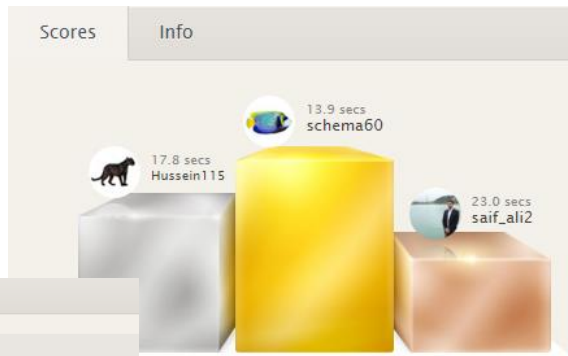 Scores
Info
13.9 secs
schema60
17.8 secs
Hussein115
23.0 secs
saif_ali2